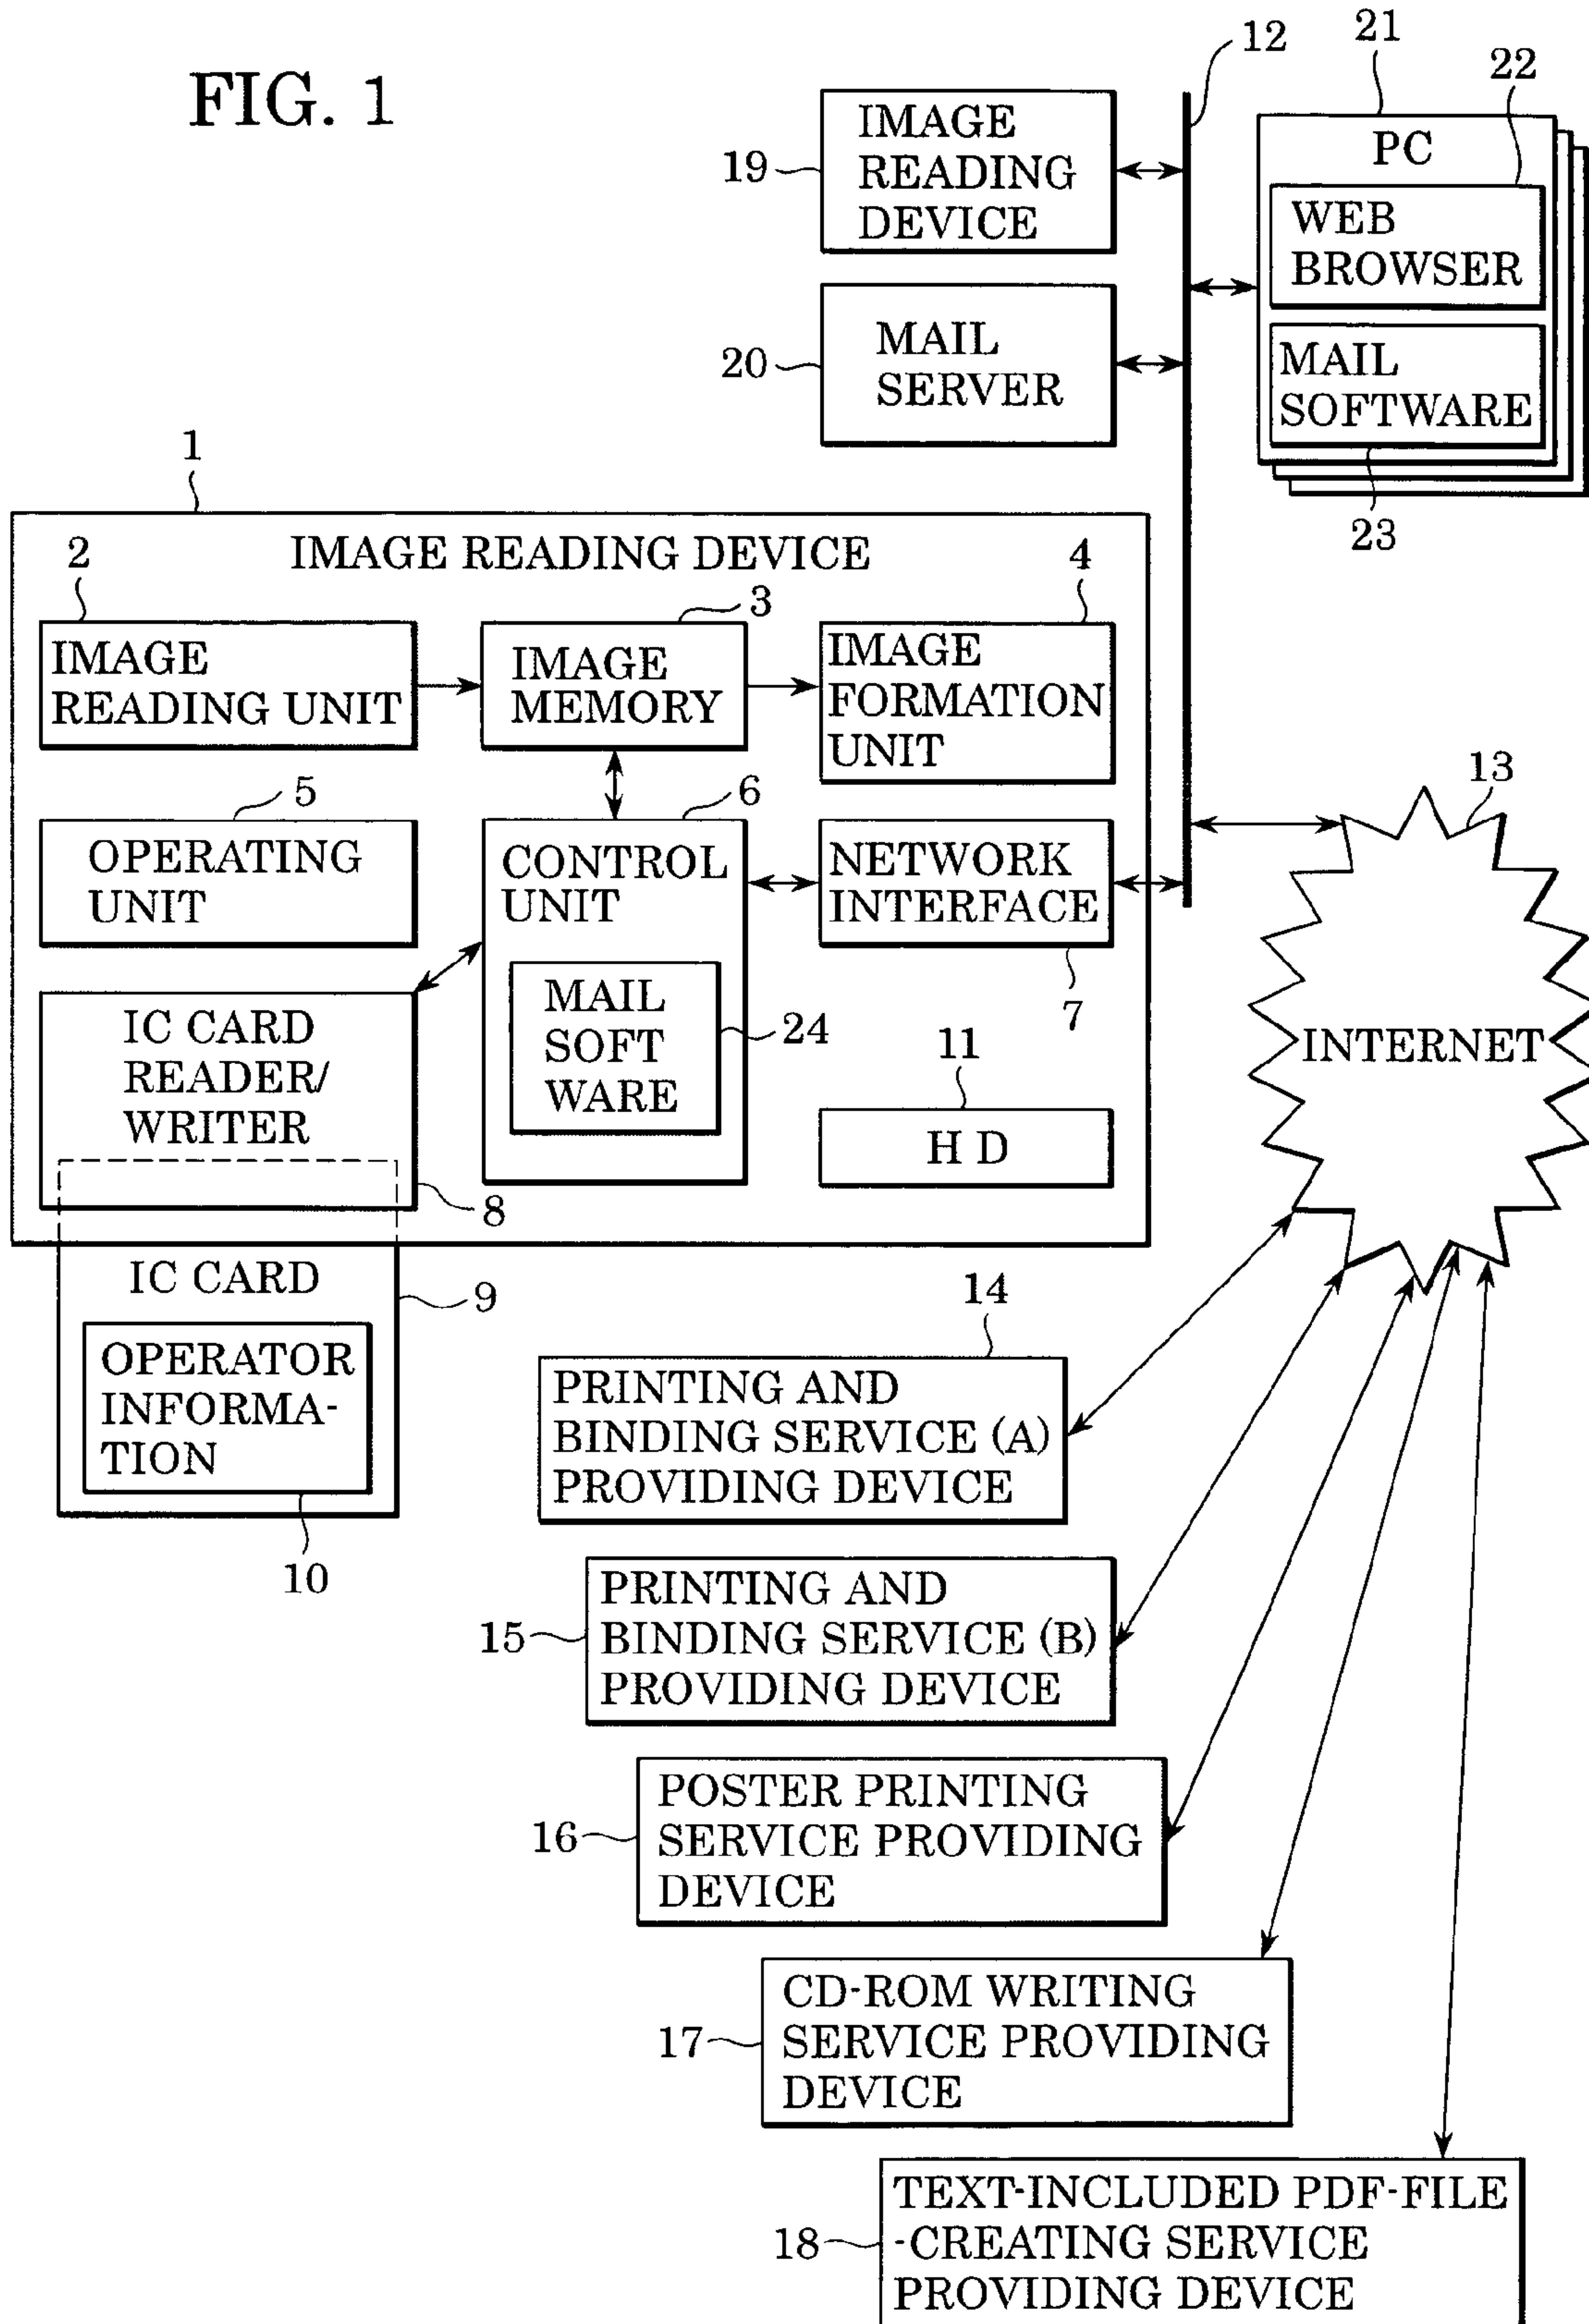 FIG. 1
12
21
22
19
IMAGE
READING
DEVICE
PC
WEB
BROWSER
20
MAIL
SERVER
MAIL
SOFTWARE
23
1
IMAGE READING DEVICE
2
IMAGE
READING UNIT
3
IMAGE
MEMORY
4
IMAGE
FORMATION
UNIT
5
OPERATING
UNIT
6
CONTROL
UNIT
NETWORK
INTERFACE
7
MAIL
SOFT
WARE
24
IC CARD
READER/
WRITER
8
11
H D
13
INTERNET
IC CARD
9
OPERATOR
INFORMA-
TION
10
14
PRINTING AND
BINDING SERVICE (A)
PROVIDING DEVICE
15
PRINTING AND
BINDING SERVICE (B)
PROVIDING DEVICE
16
POSTER PRINTING
SERVICE PROVIDING
DEVICE
17
CD-ROM WRITING
SERVICE PROVIDING
DEVICE
18
TEXT-INCLUDED PDF-FILE
-CREATING SERVICE
PROVIDING DEVICE